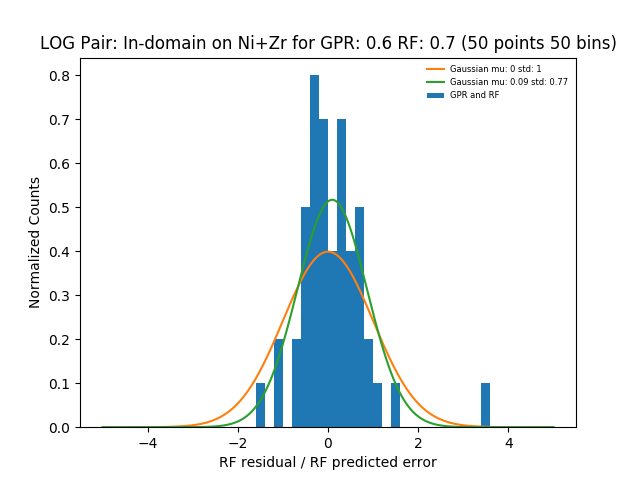 LOG Pair: In-domain on Ni+Zr for GPR: 0.6 RF: 0.7 (50 points 50 bins)
Gaussian mu: 0 std: 1
Gaussian mu: 0.09 std: 0.77
GPR and RF
Normalized Counts
0.8
0.7
0.6
0.5
0.4
0.3
0.2
0.1
0.0
−4
−2
0
2
4
RF residual / RF predicted error